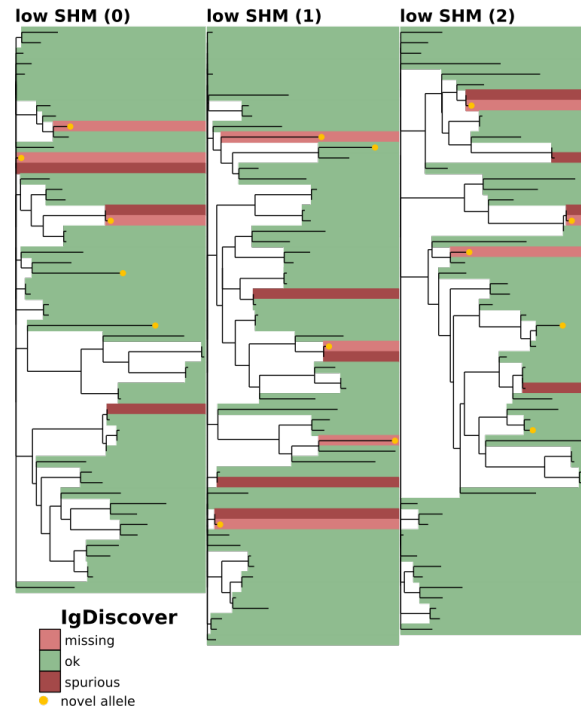 low SHM (0) low SHM (1) low SHM (2)
IgDiscover
missing
ok
spurious
novel allele